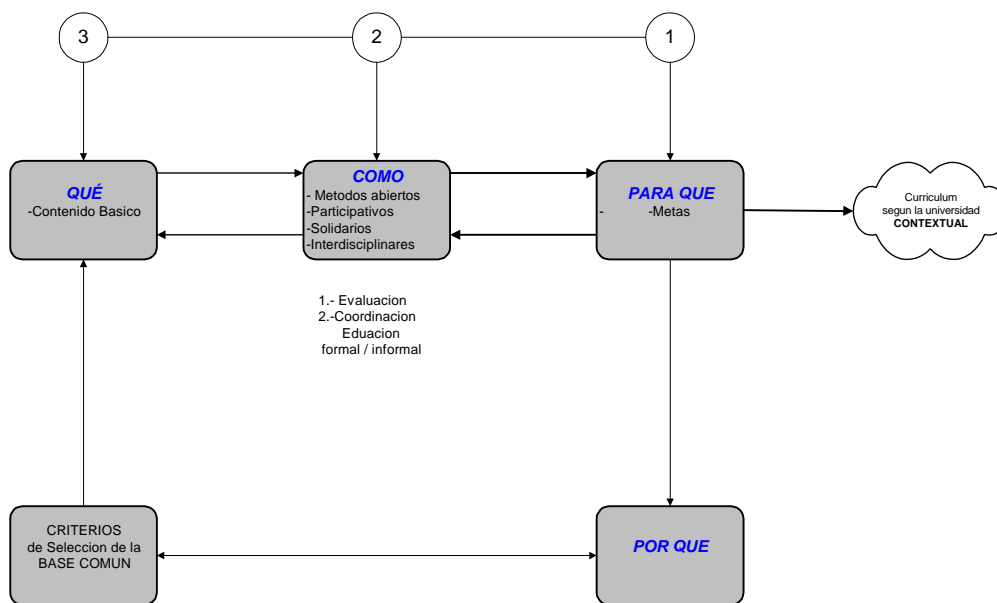 3
2
1
QUÉ
-Contenido Basico
COMO
- Metodos abiertos
-Participativos
-Solidarios
-Interdisciplinares
PARA QUE
- -Metas
Curriculum
segun la universidad
CONTEXTUAL
1.- Evaluacion
2.-Coordinacion
Eduacion
formal / informal
CRITERIOS
de Seleccion de la
BASE COMUN
POR QUE